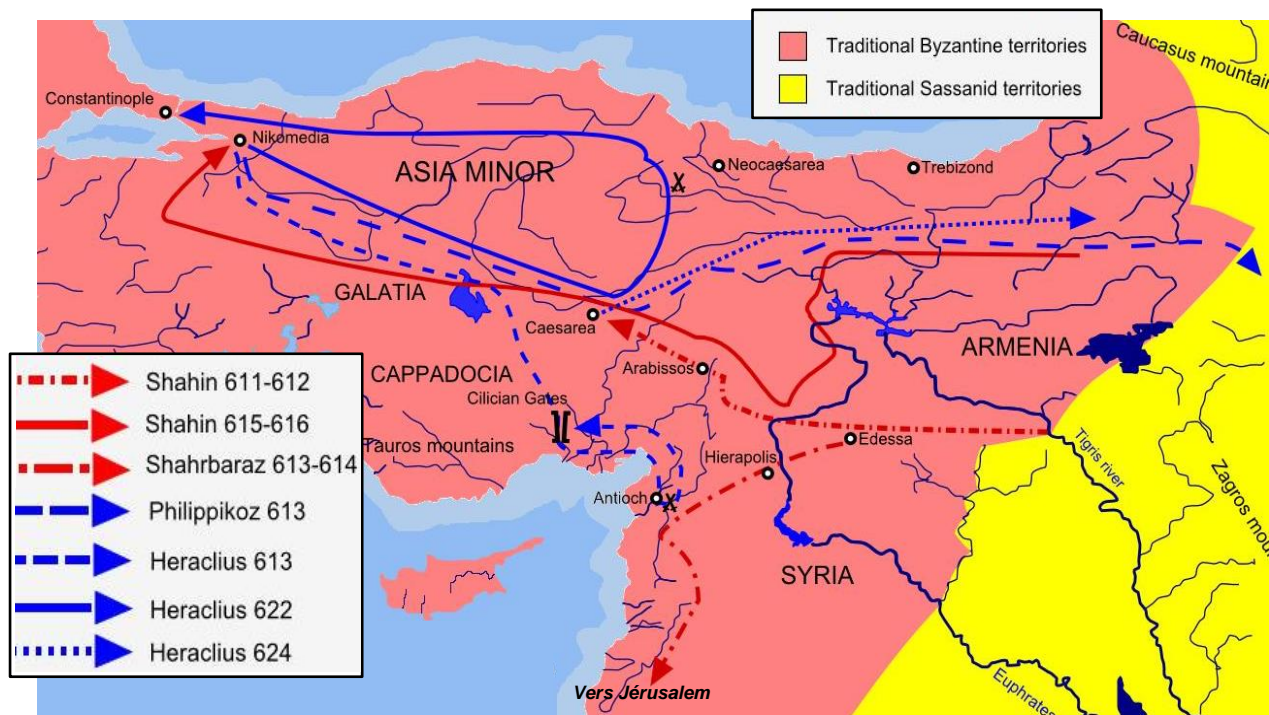 Traditional Byzantine territories
Traditional Sassanid territories
Caucasus mountain
Constantinople
Nikomedia
ASIA MINOR
Neocaesarea
Trebizond
GALATIA
Caesarea
ARMENIA
Arabissos
CAPPADOCIA
Cilician Gates
Tauros mountains
Edessa
Hierapolis
Antioch
Tigris river
Zagros mou
SYRIA
Euphrates
Vers Jérusalem
Shahin 611-612
Shahin 615-616
Shahrbaraz 613-614
Philippikoz 613
Heraclius 613
Heraclius 622
Heraclius 624